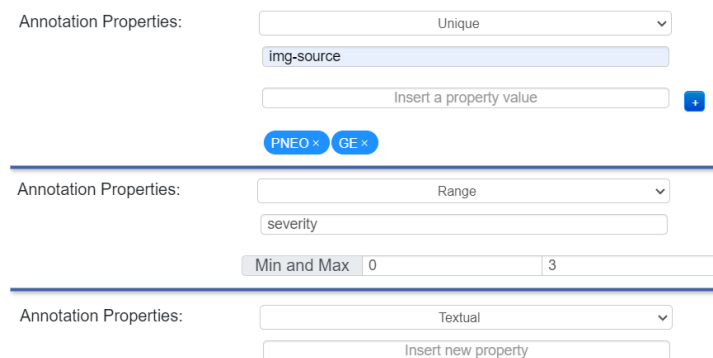 Annotation Properties: Unique
img-source
Insert a property value +
PNEO × GE ×
Annotation Properties: Range
severity
Min and Max 0 3
Annotation Properties: Textual
Insert new property